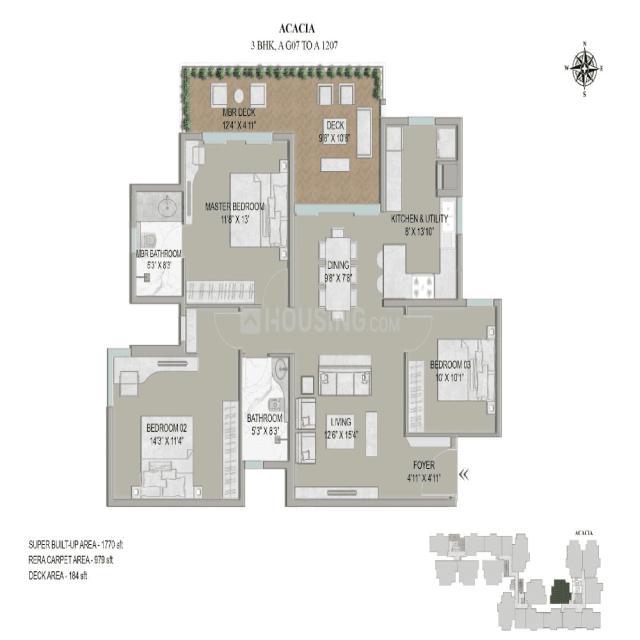 ACACIA
3 BHK, A G07 TO A 1207
N
W E
S
MBR DECK
12'4" X 4'11"
DECK
9'8" X 10'8"
MASTER BEDROOM
11'8" X 13'
KITCHEN & UTILITY
8' X 13'10"
MBR BATHROOM
5'3" X 8'3"
DINING
9'8" X 7'8"
HOUSING.COM
BEDROOM 03
10' X 10'1"
BEDROOM 02
14'3" X 11'4"
BATHROOM
5'3" X 8'3"
LIVING
12'6" X 15'4"
FOYER
4'11" X 4'11"
SUPER BUILT-UP AREA - 1770 sft
RERA CARPET AREA - 979 sft
DECK AREA - 184 sft
ACACIA